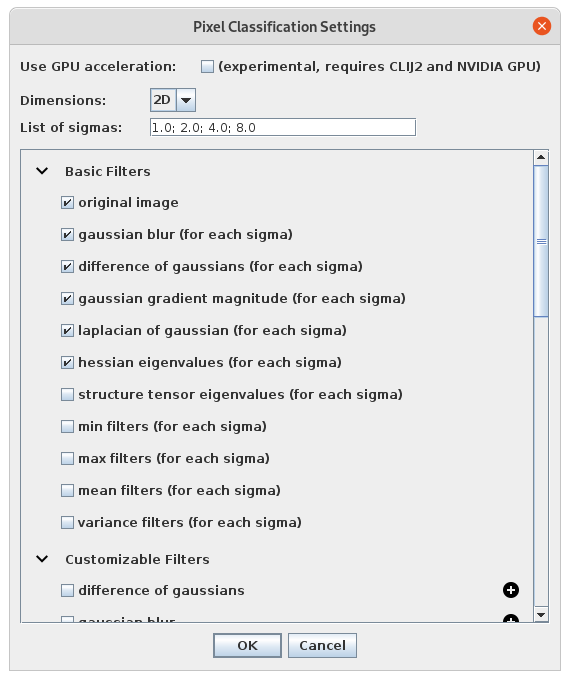 Pixel Classification Settings
Use GPU acceleration: (experimental, requires CLIJ2 and NVIDIA GPU)
Dimensions: 2D
List of sigmas: 1.0; 2.0; 4.0; 8.0
Basic Filters
original image
gaussian blur (for each sigma)
difference of gaussians (for each sigma)
gaussian gradient magnitude (for each sigma)
laplacian of gaussian (for each sigma)
hessian eigenvalues (for each sigma)
structure tensor eigenvalues (for each sigma)
min filters (for each sigma)
max filters (for each sigma)
mean filters (for each sigma)
variance filters (for each sigma)
Customizable Filters
difference of gaussians
gaussian blur
OK Cancel